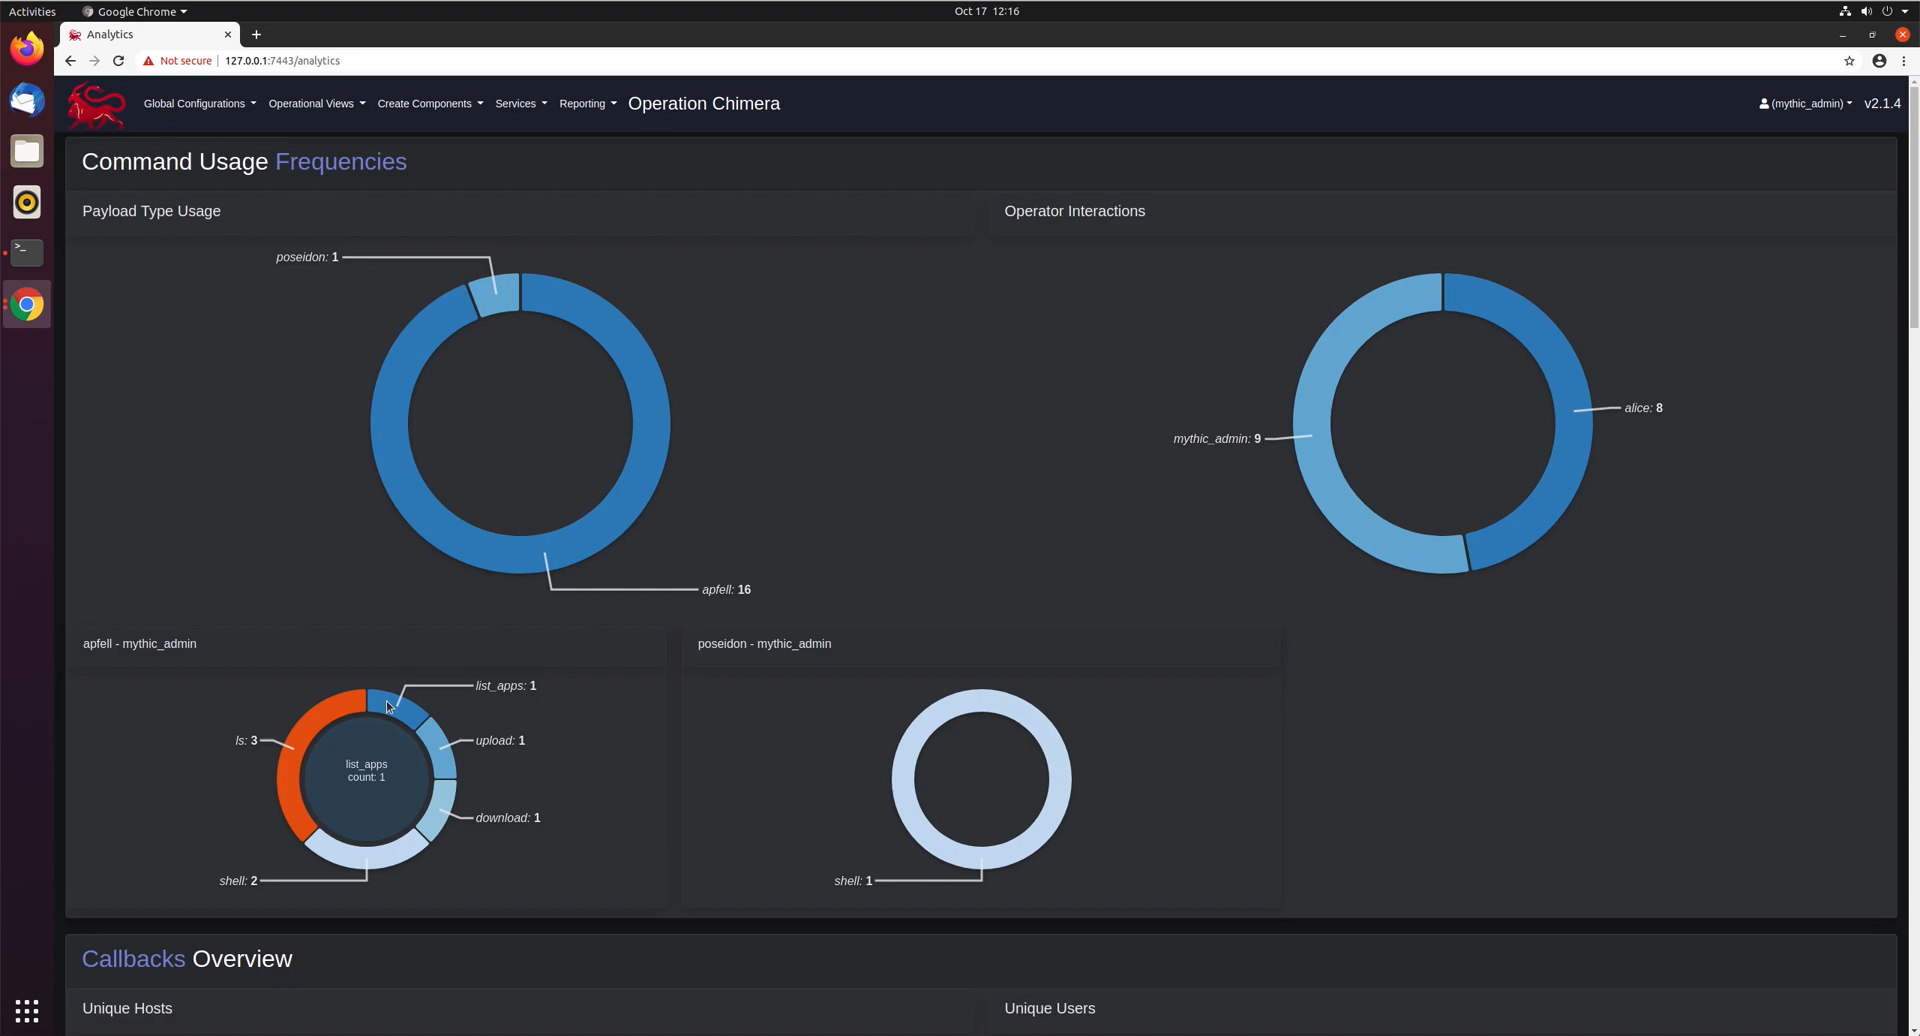 Activities
Google Chrome
Oct 17 12:16
Analytics
Not secure
127.0.0.1:7443/analytics
Global Configurations
Operational Views
Create Components
Services
Reporting
Operation Chimera
(mythic_admin)
v2.1.4
Command Usage Frequencies
Payload Type Usage
Operator Interactions
poseidon: 1
alice: 8
mythic_admin: 9
apfell: 16
apfell - mythic_admin
poseidon - mythic_admin
list_apps: 1
ls: 3
upload: 1
list_apps
count: 1
download: 1
shell: 2
shell: 1
Callbacks Overview
Unique Hosts
Unique Users